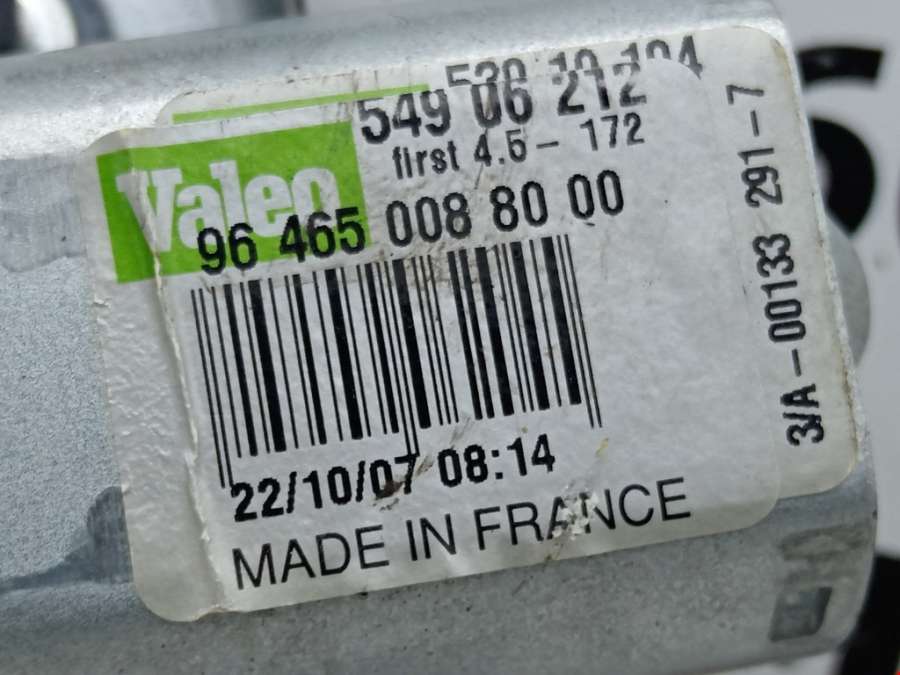 549 06 212
first 4.5 - 172
Valeo
96 465 008 80 00
22/10/07 08:14
MADE IN FRANCE
3/A - 00133 291-7